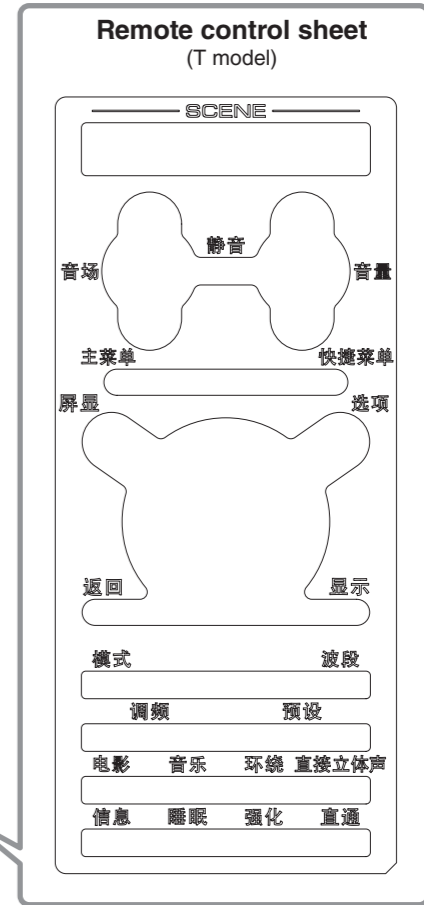 Remote control sheet
(T model)
SCENE
静音
音场 音量
主菜单 快捷菜单
屏显 选项
返回 显示
模式 波段
调频 预设
电影 音乐 环绕 直接立体声
信息 睡眠 强化 直通